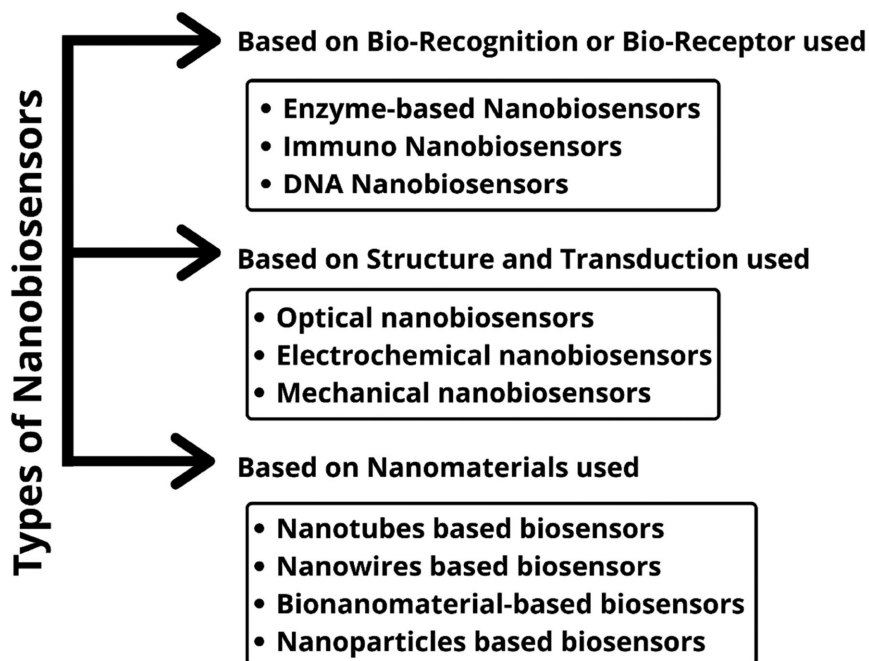 Types of Nanobiosensors
Based on Bio-Recognition or Bio-Receptor used
• Enzyme-based Nanobiosensors
• Immuno Nanobiosensors
• DNA Nanobiosensors
Based on Structure and Transduction used
• Optical nanobiosensors
• Electrochemical nanobiosensors
• Mechanical nanobiosensors
Based on Nanomaterials used
• Nanotubes based biosensors
• Nanowires based biosensors
• Bionanomaterial-based biosensors
• Nanoparticles based biosensors